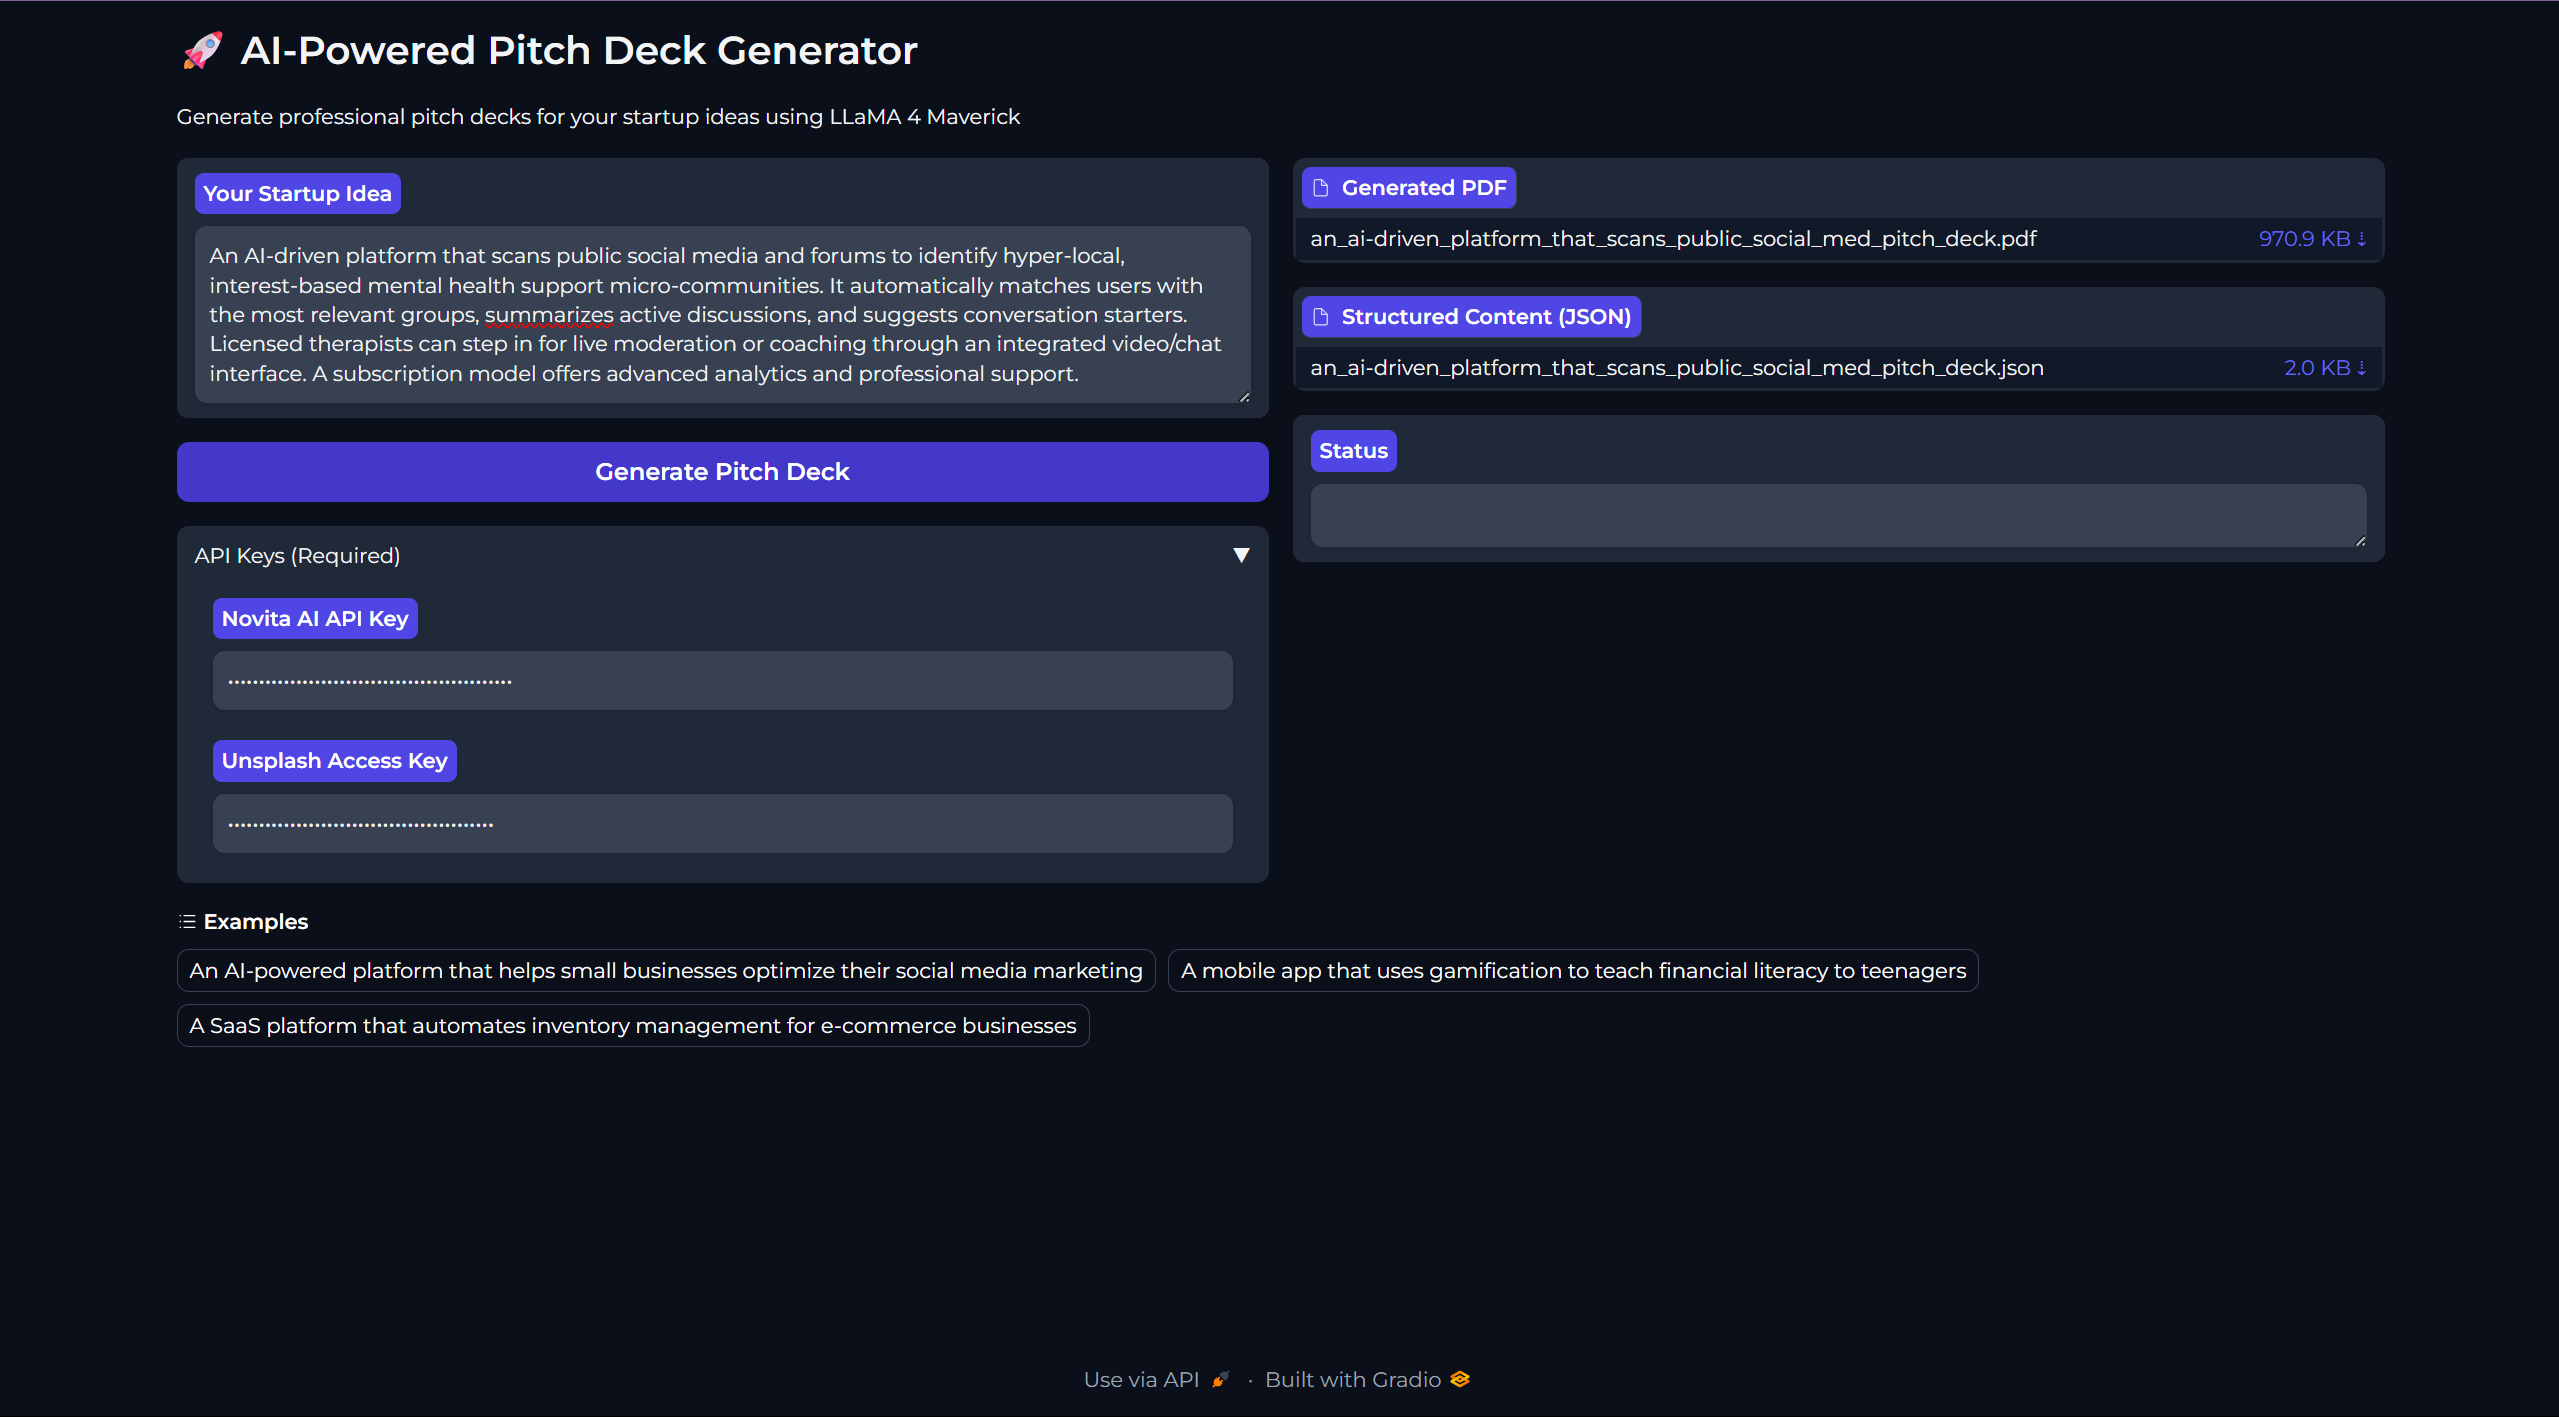 🚀 AI-Powered Pitch Deck Generator
Generate professional pitch decks for your startup ideas using LLaMA 4 Maverick
Your Startup Idea
An AI-driven platform that scans public social media and forums to identify hyper-local,
interest-based mental health support micro-communities. It automatically matches users with
the most relevant groups, summarizes active discussions, and suggests conversation starters.
Licensed therapists can step in for live moderation or coaching through an integrated video/chat
interface. A subscription model offers advanced analytics and professional support.
Generate Pitch Deck
API Keys (Required)
Novita AI API Key
Unsplash Access Key
Generated PDF
an_ai-driven_platform_that_scans_public_social_med_pitch_deck.pdf 970.9 KB ⇣
Structured Content (JSON)
an_ai-driven_platform_that_scans_public_social_med_pitch_deck.json 2.0 KB ⇣
Status
Examples
An AI-powered platform that helps small businesses optimize their social media marketing
A mobile app that uses gamification to teach financial literacy to teenagers
A SaaS platform that automates inventory management for e-commerce businesses
Use via API · Built with Gradio